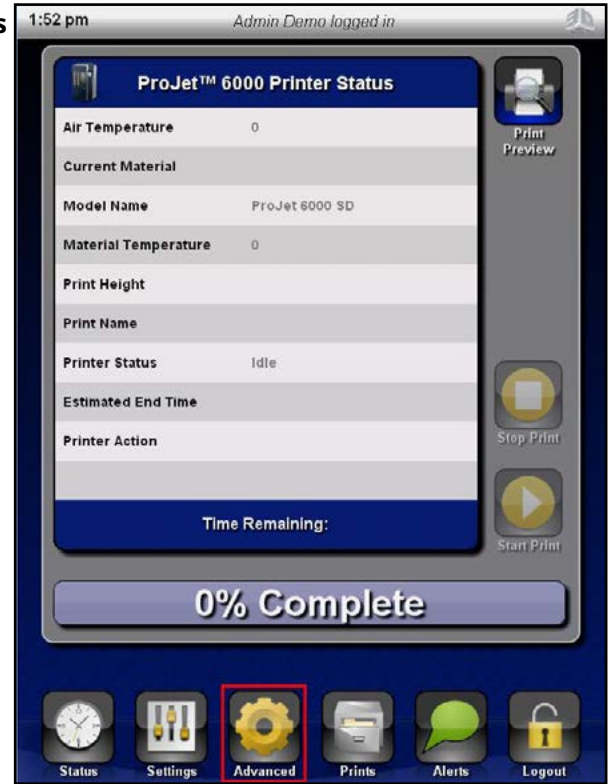 s
1:52 pm Admin Demo logged in
ProJet™ 6000 Printer Status
Air Temperature 0
Print Preview
Current Material
Model Name ProJet 6000 SD
Material Temperature 0
Print Height
Print Name
Printer Status Idle
Estimated End Time
Printer Action
Stop Print
Time Remaining:
Start Print
0% Complete
Status Settings Advanced Prints Alerts Logout